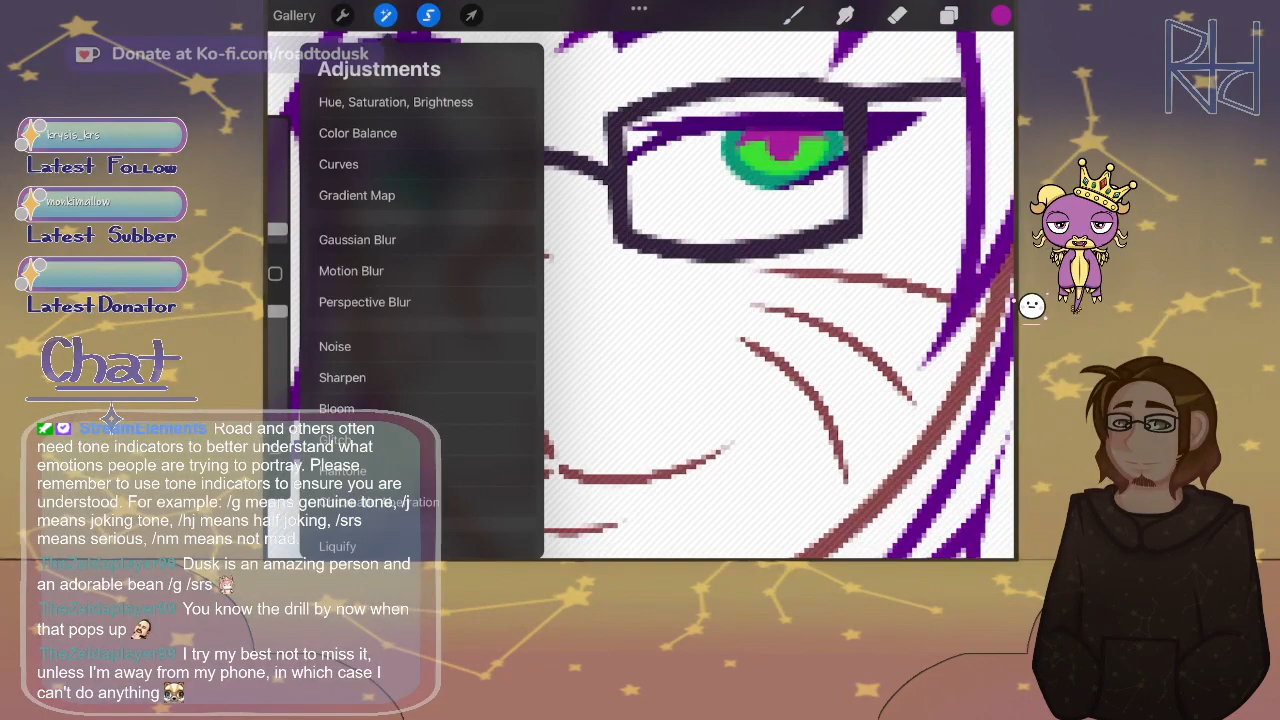 Gallery
Donate at Ko-fi.com/roadtodusk
Adjustments
Hue, Saturation, Brightness
Color Balance
Curves
Gradient Map
Gaussian Blur
Motion Blur
Perspective Blur
Noise
Sharpen
Bloom
Glitch
Halftone
Liquify
krysis_krs
Latest Follow
monkimallow
Latest Subber
Latest Donator
Chat
StreamElements Road and others often
need tone indicators to better understand what
emotions people are trying to portray. Please
remember to use tone indicators to ensure you are
understood. For example: /g means genuine tone, /j
means joking tone, /hj means half joking, /srs
means serious, /nm means not mad.
TheZeldaplayer99 Dusk is an amazing person and
an adorable bean /g /srs
TheZeldaplayer99 You know the drill by now when
that pops up
TheZeldaplayer99 I try my best not to miss it,
unless I'm away from my phone, in which case I
can't do anything